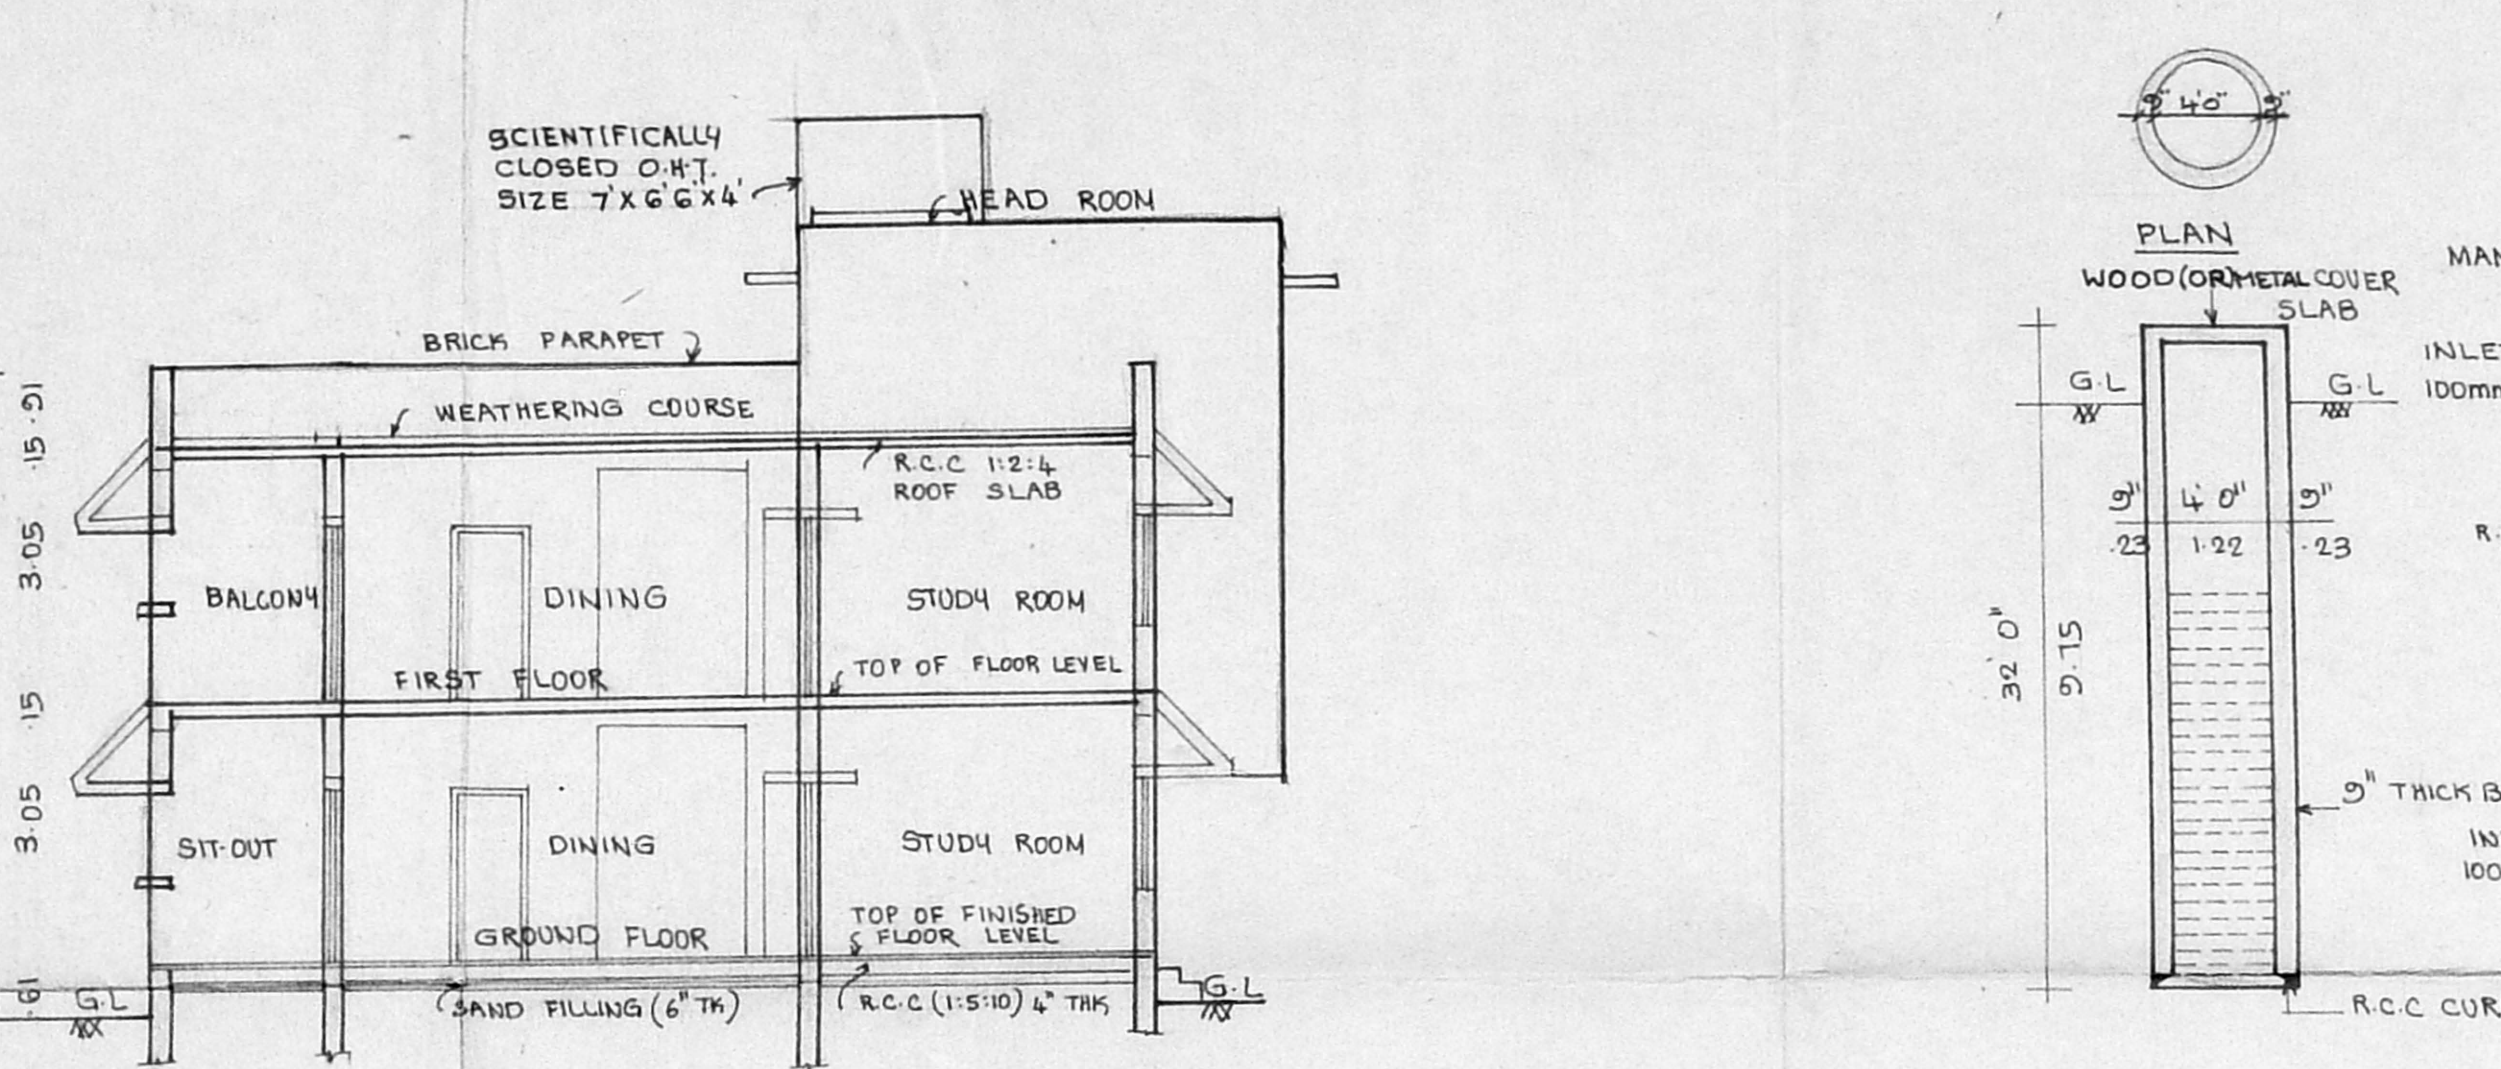 SCIENTIFICALLY
CLOSED O.H.T.
SIZE 7'X6'6"X4'
HEAD ROOM
BRICK PARAPET
WEATHERING COURSE
R.C.C 1:2:4
ROOF SLAB
BALCONY
DINING
STUDY ROOM
FIRST FLOOR
TOP OF FLOOR LEVEL
SIT-OUT
DINING
STUDY ROOM
GROUND FLOOR
TOP OF FINISHED
FLOOR LEVEL
G.L
SAND FILLING (6" TK)
R.C.C (1:5:10) 4" THK
G.L
.91
.15
3.05
.15
3.05
.61
9" 4'0" 9"
PLAN
WOOD (OR) METAL COVER
SLAB
G.L
G.L
9" 4' 0" 9"
.23 1.22 .23
32' 0"
9.75
9" THICK B
R.C.C CUR
MAN
INLE
100mm
R.
IN
100